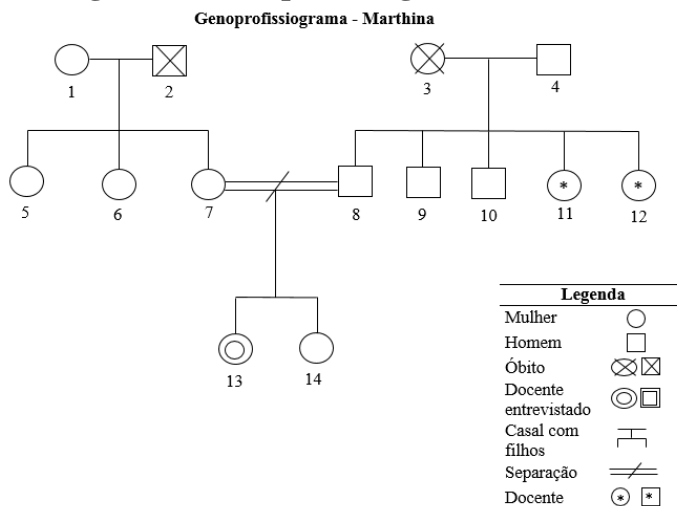 Genoprofissiograma - Marthina
1 2 3 4
5 6 7 8 9 10 * 11 * 12
13 14
Legenda
Mulher
Homem
Óbito
Docente
entrevistado
Casal com
filhos
Separação
Docente * *